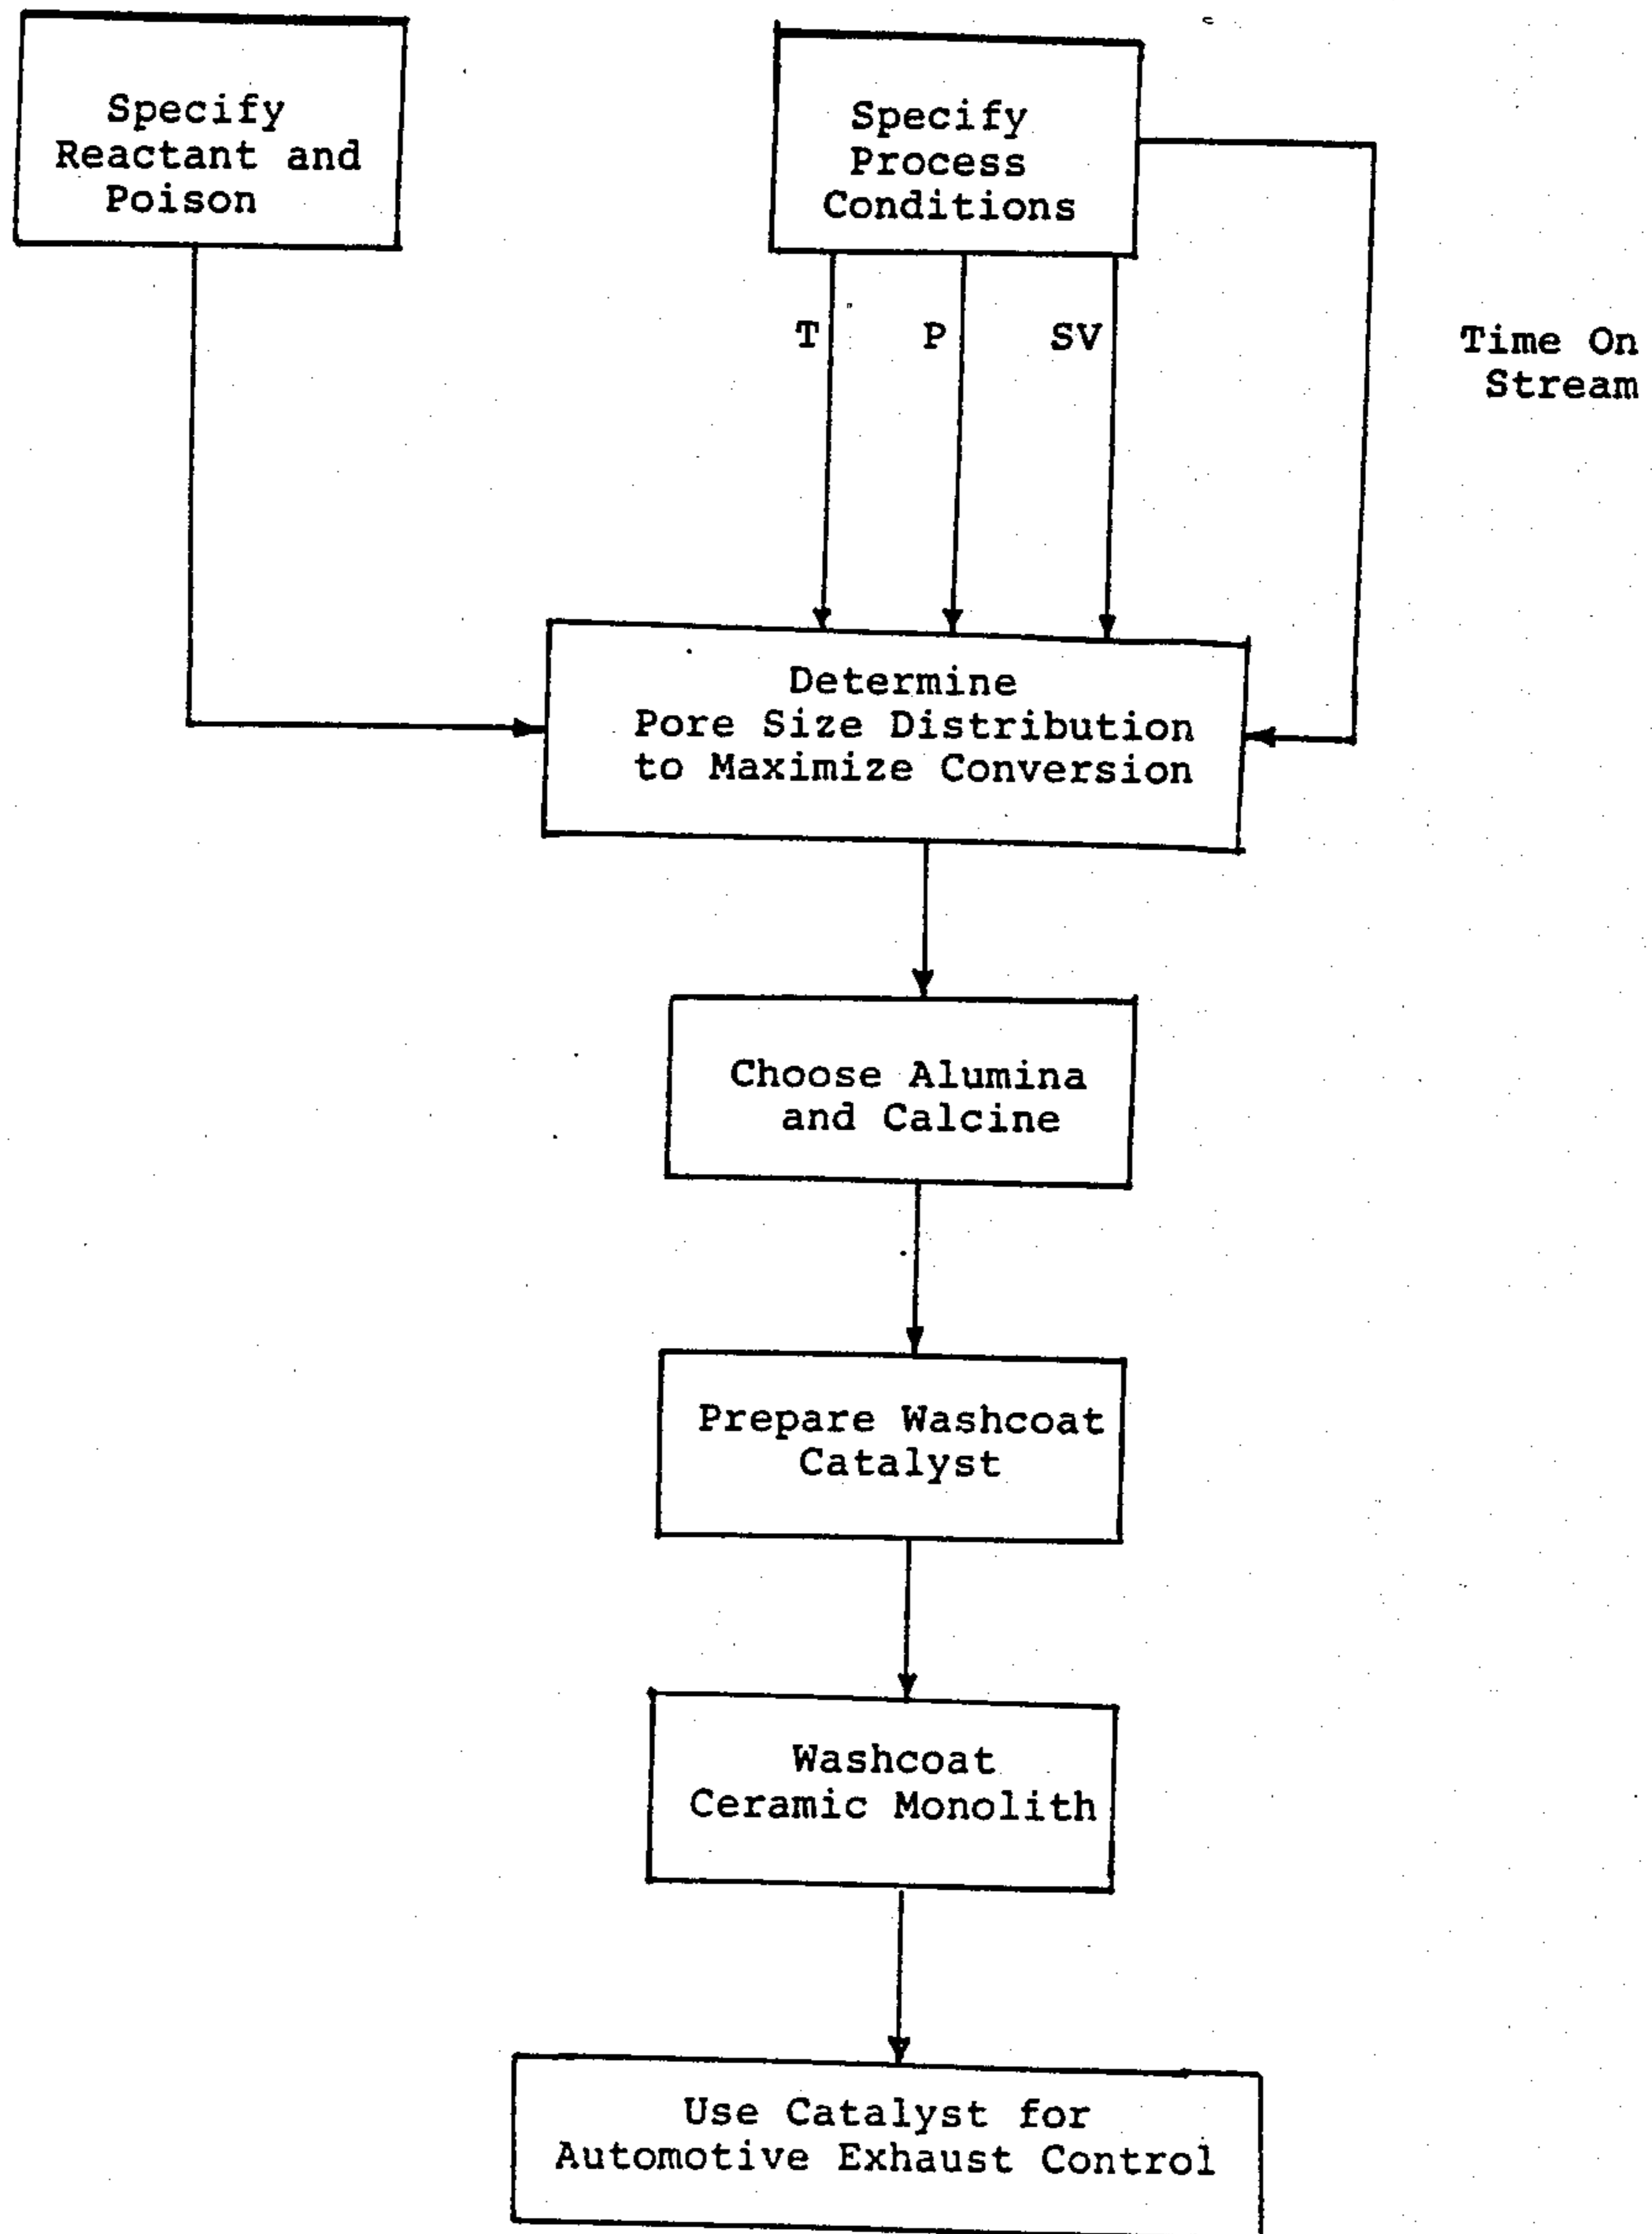 Specify
Reactant and
Poison
Specify
Process
Conditions
T
P
SV
Time On
Stream
Determine
Pore Size Distribution
to Maximize Conversion
Choose Alumina
and Calcine
Prepare Washcoat
Catalyst
Washcoat
Ceramic Monolith
Use Catalyst for
Automotive Exhaust Control